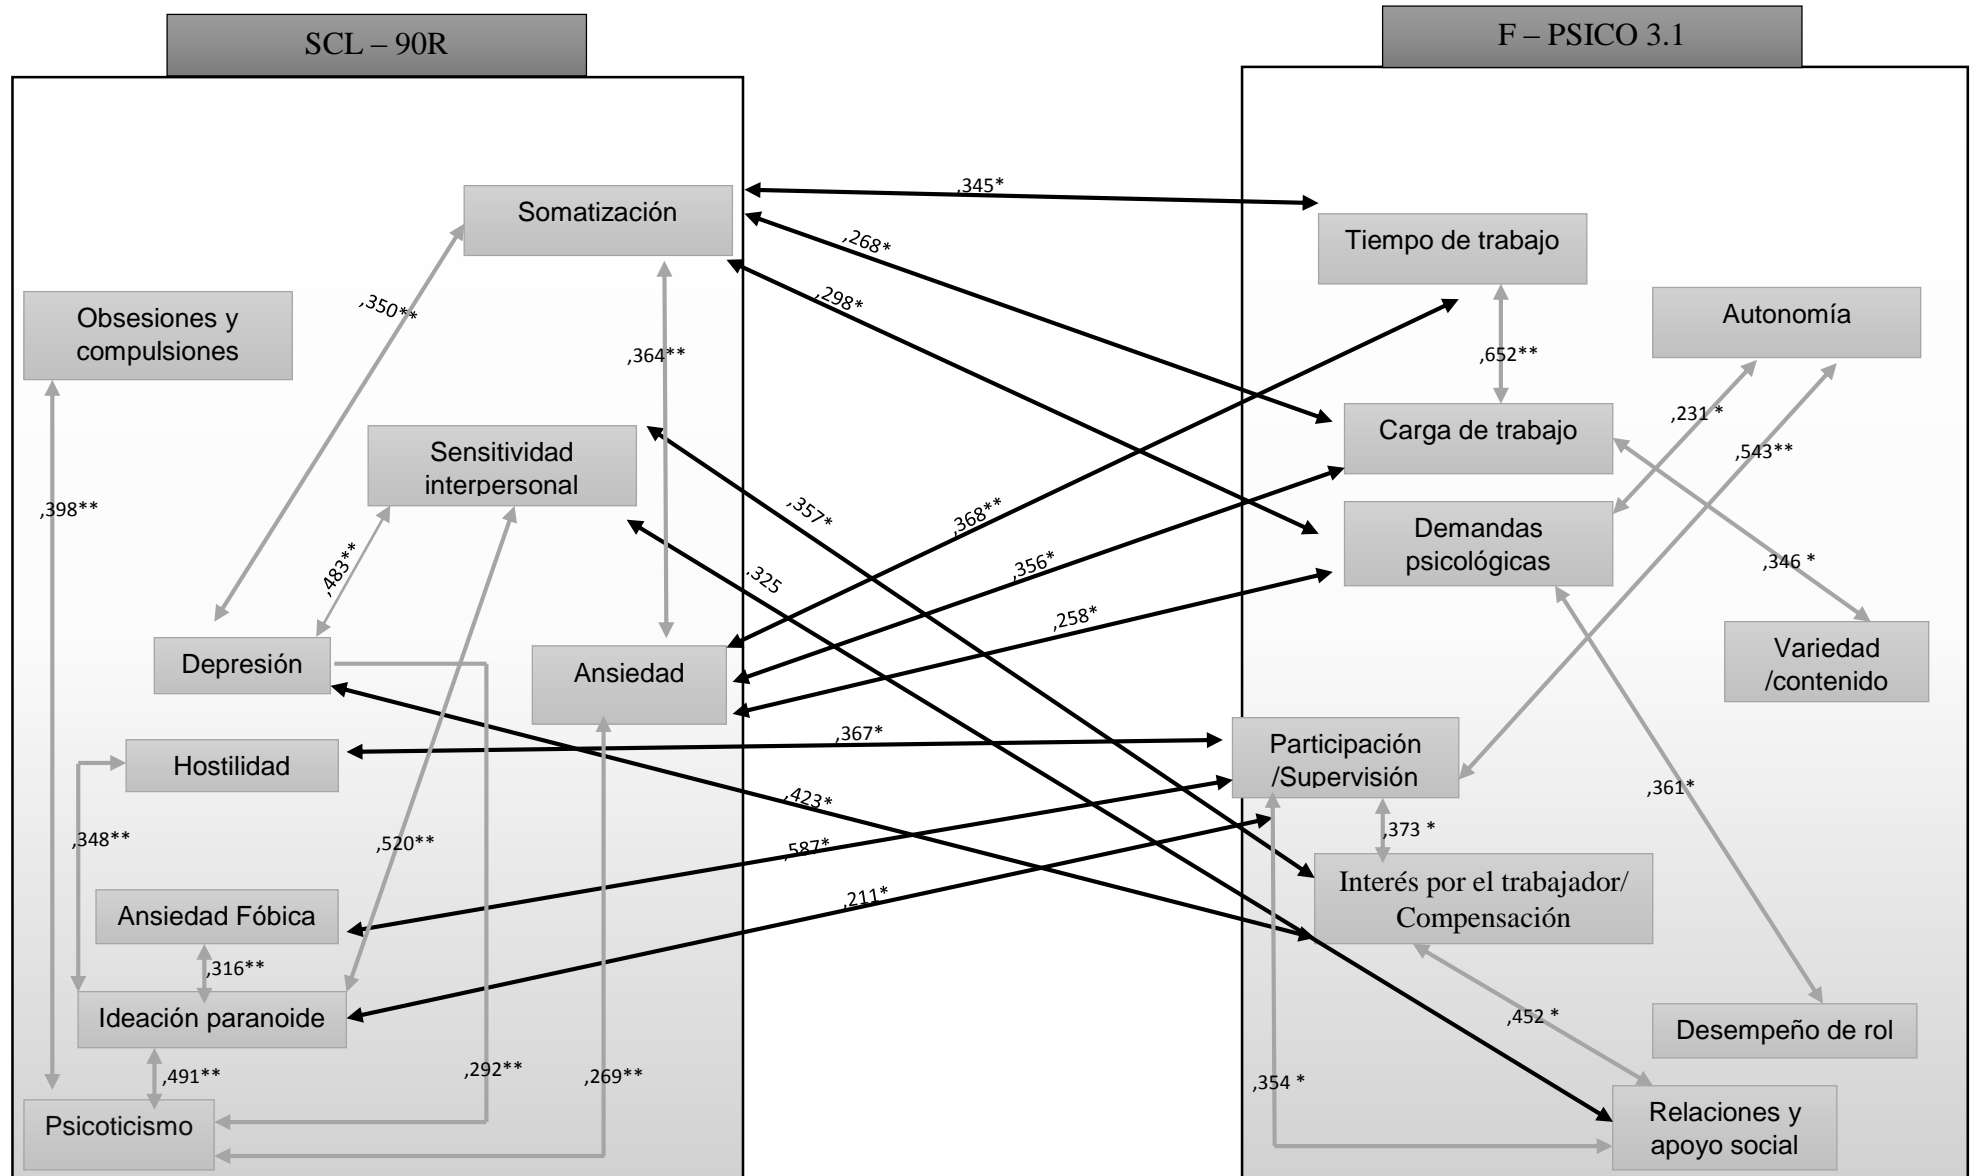 SCL – 90R
F – PSICO 3.1
Somatización
Obsesiones y
compulsiones
Sensitividad
interpersonal
Depresión
Ansiedad
Hostilidad
Ansiedad Fóbica
Ideación paranoide
Psicoticismo
,350**
,364**
,398**
,483**
,520**
,348**
,316**
,491**
,292**
,269**
,345*
,268*
,298*
,357*
,368**
,325
,356*
,258*
,367*
,423*
,587*
,211*
Tiempo de trabajo
Autonomía
,652**
,231 *
Carga de trabajo
,543**
Demandas
psicológicas
,346 *
Variedad
/contenido
Participación
/Supervisión
,361*
,373 *
Interés por el trabajador/
Compensación
,452 *
Desempeño de rol
,354 *
Relaciones y
apoyo social